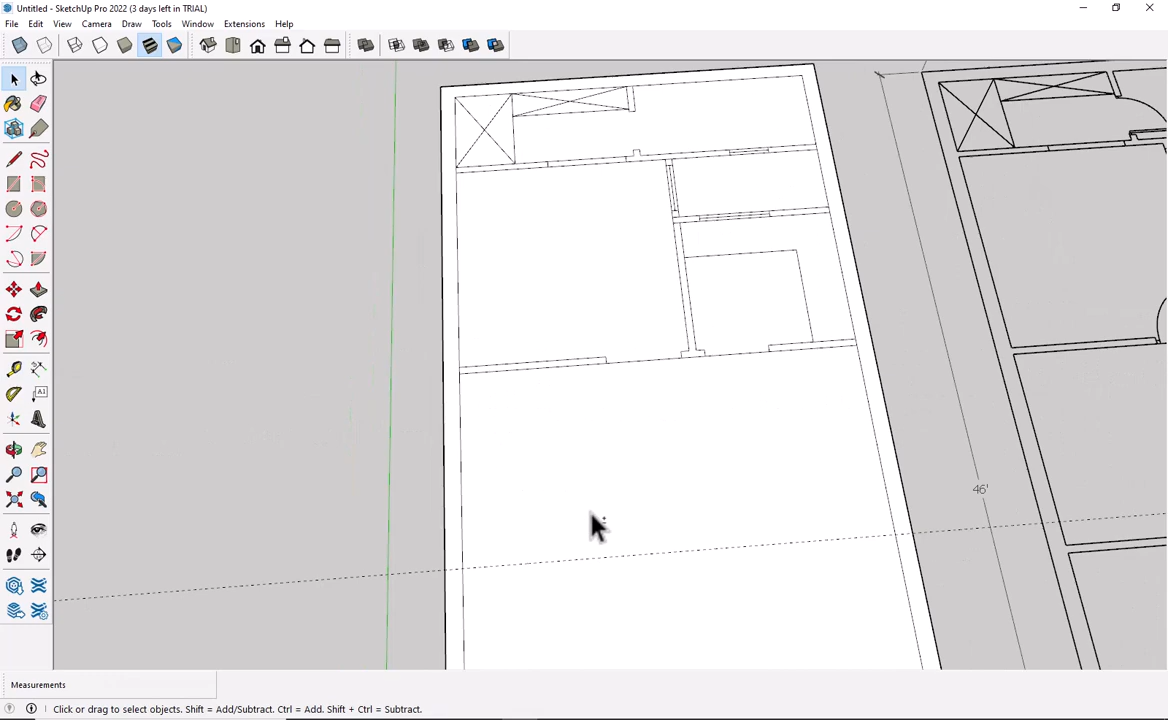 Untitled - SketchUp Pro 2022 (3 days left in TRIAL)
File Edit View Camera Draw Tools Window Extensions Help
A1
46'
Measurements
Click or drag to select objects. Shift = Add/Subtract. Ctrl = Add. Shift + Ctrl = Subtract.